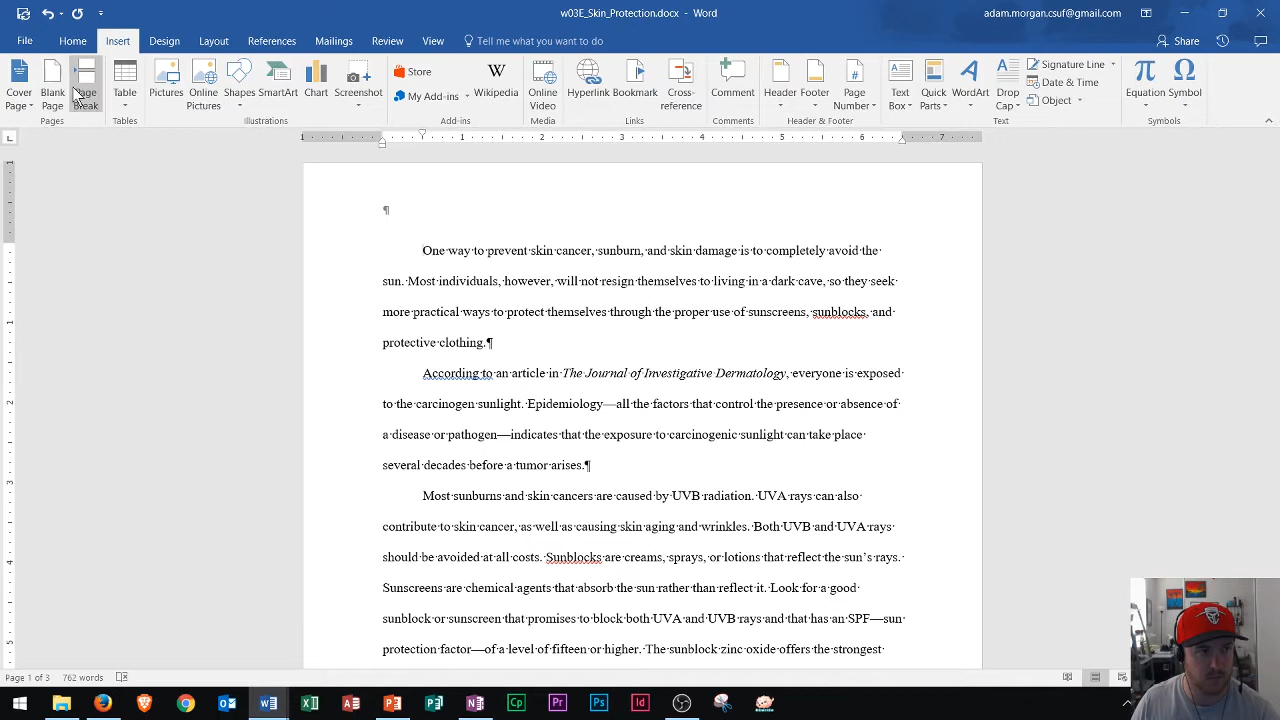 w03E_Skin_Protection.docx - Word
adam.morgan.csuf@gmail.com
File Home Insert Design Layout References Mailings Review View Tell me what you want to do Share
Cover Page
Blank Page
Page Break
Table
Pictures
Online Pictures
Shapes
SmartArt
Chart
Screenshot
Store
My Add-ins
Wikipedia
Online Video
Hyperlink
Bookmark
Cross-reference
Comment
Header
Footer
Page Number
Text Box
Quick Parts
WordArt
Drop Cap
Signature Line
Date & Time
Object
Equation
Symbol
Pages Tables Illustrations Add-ins Media Links Comments Header & Footer Text Symbols
1 1 2 3 4 5 6 7
¶
One way to prevent skin cancer, sunburn, and skin damage is to completely avoid the
sun. Most individuals, however, will not resign themselves to living in a dark cave, so they seek
more practical ways to protect themselves through the proper use of sunscreens, sunblocks, and
protective clothing.¶
According to an article in The Journal of Investigative Dermatology, everyone is exposed
to the carcinogen sunlight. Epidemiology—all the factors that control the presence or absence of
a disease or pathogen—indicates that the exposure to carcinogenic sunlight can take place
several decades before a tumor arises.¶
Most sunburns and skin cancers are caused by UVB radiation. UVA rays can also
contribute to skin cancer, as well as causing skin aging and wrinkles. Both UVB and UVA rays
should be avoided at all costs. Sunblocks are creams, sprays, or lotions that reflect the sun's rays.
Sunscreens are chemical agents that absorb the sun rather than reflect it. Look for a good
sunblock or sunscreen that promises to block both UVA and UVB rays and that has an SPF—sun
protection factor—of a level of fifteen or higher. The sunblock zinc oxide offers the strongest
Page 1 of 3 762 words